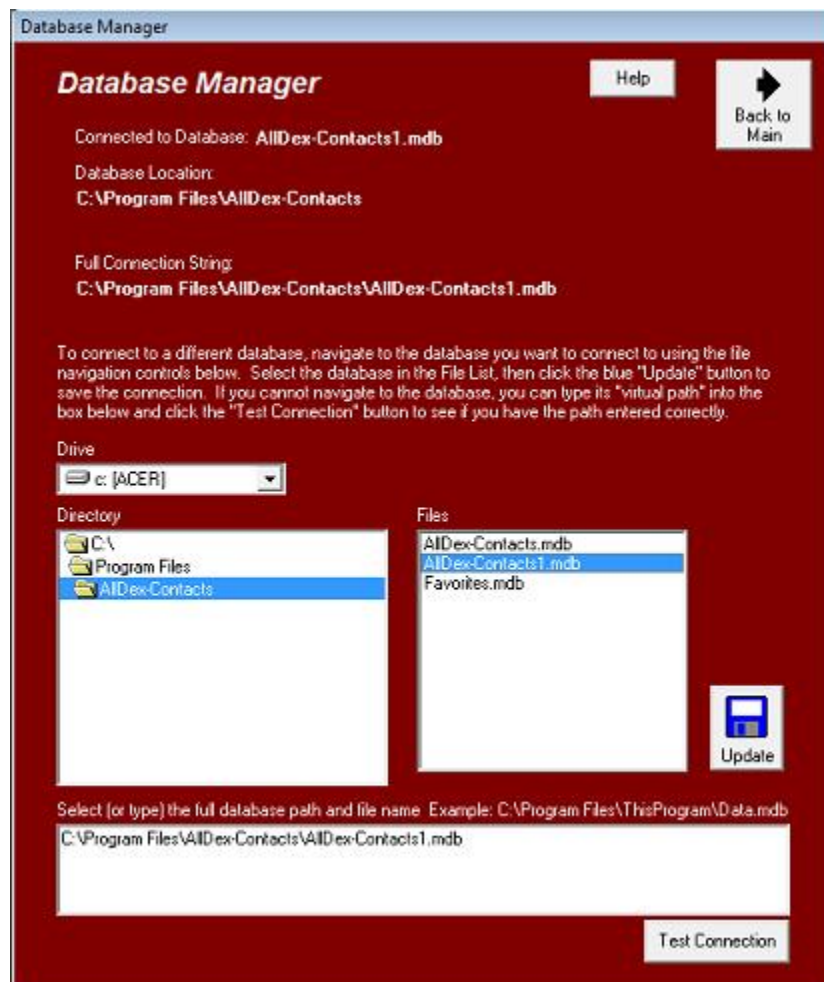 Database Manager
Database Manager
Help
Back to
Main
Connected to Database: AllDex-Contacts1.mdb
Database Location:
C:\Program Files\AllDex-Contacts
Full Connection String:
C:\Program Files\AllDex-Contacts\AllDex-Contacts1.mdb
To connect to a different database, navigate to the database you want to connect to using the file
navigation controls below. Select the database in the File List, then click the blue "Update" button to
save the connection. If you cannot navigate to the database, you can type its "virtual path" into the
box below and click the "Test Connection" button to see if you have the path entered correctly.
Drive
c: [ACER]
Directory
C:\
Program Files
AllDex-Contacts
Files
AllDex-Contacts.mdb
AllDex-Contacts1.mdb
Favorites.mdb
Update
Select (or type) the full database path and file name Example: C:\Program Files\ThisProgram\Data.mdb
C:\Program Files\AllDex-Contacts\AllDex-Contacts1.mdb
Test Connection